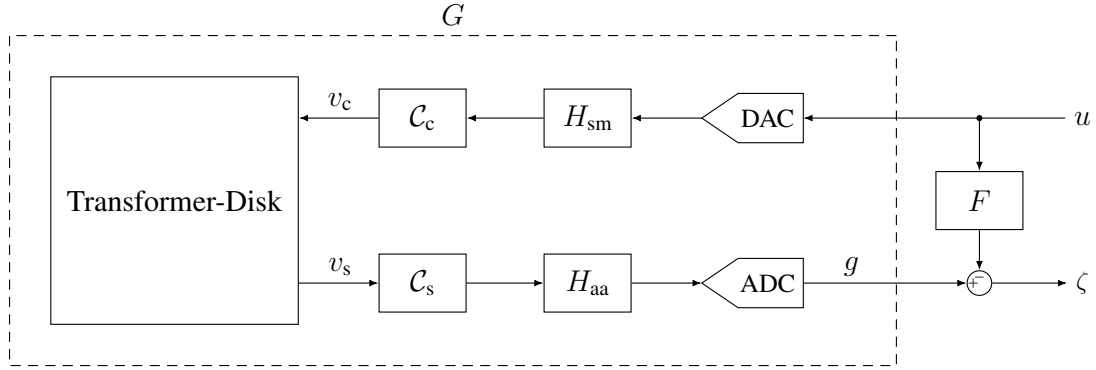 G
v_c
C_c
H_sm
DAC
u
Transformer-Disk
F
v_s
C_s
H_aa
ADC
g
+
−
ζ